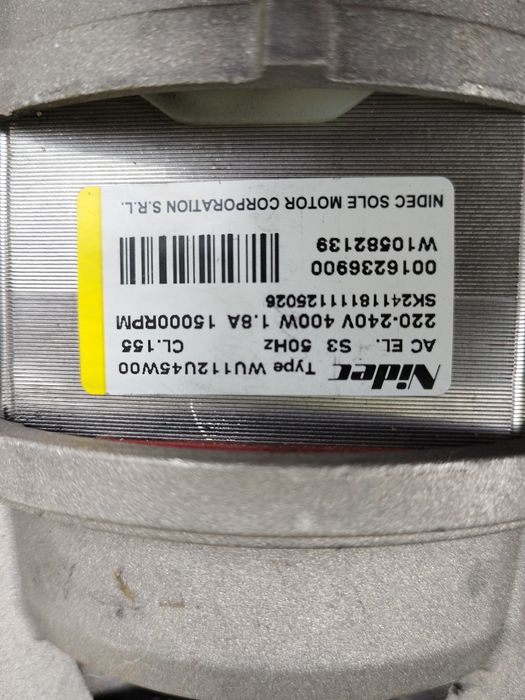 Nidec Type WU112U45W00
AC EL. S3 50Hz CL.155
220-240V 400W 1.8A 15000RPM
SK24118111125026
0016236900
W10582139
NIDEC SOLE MOTOR CORPORATION S.R.L.